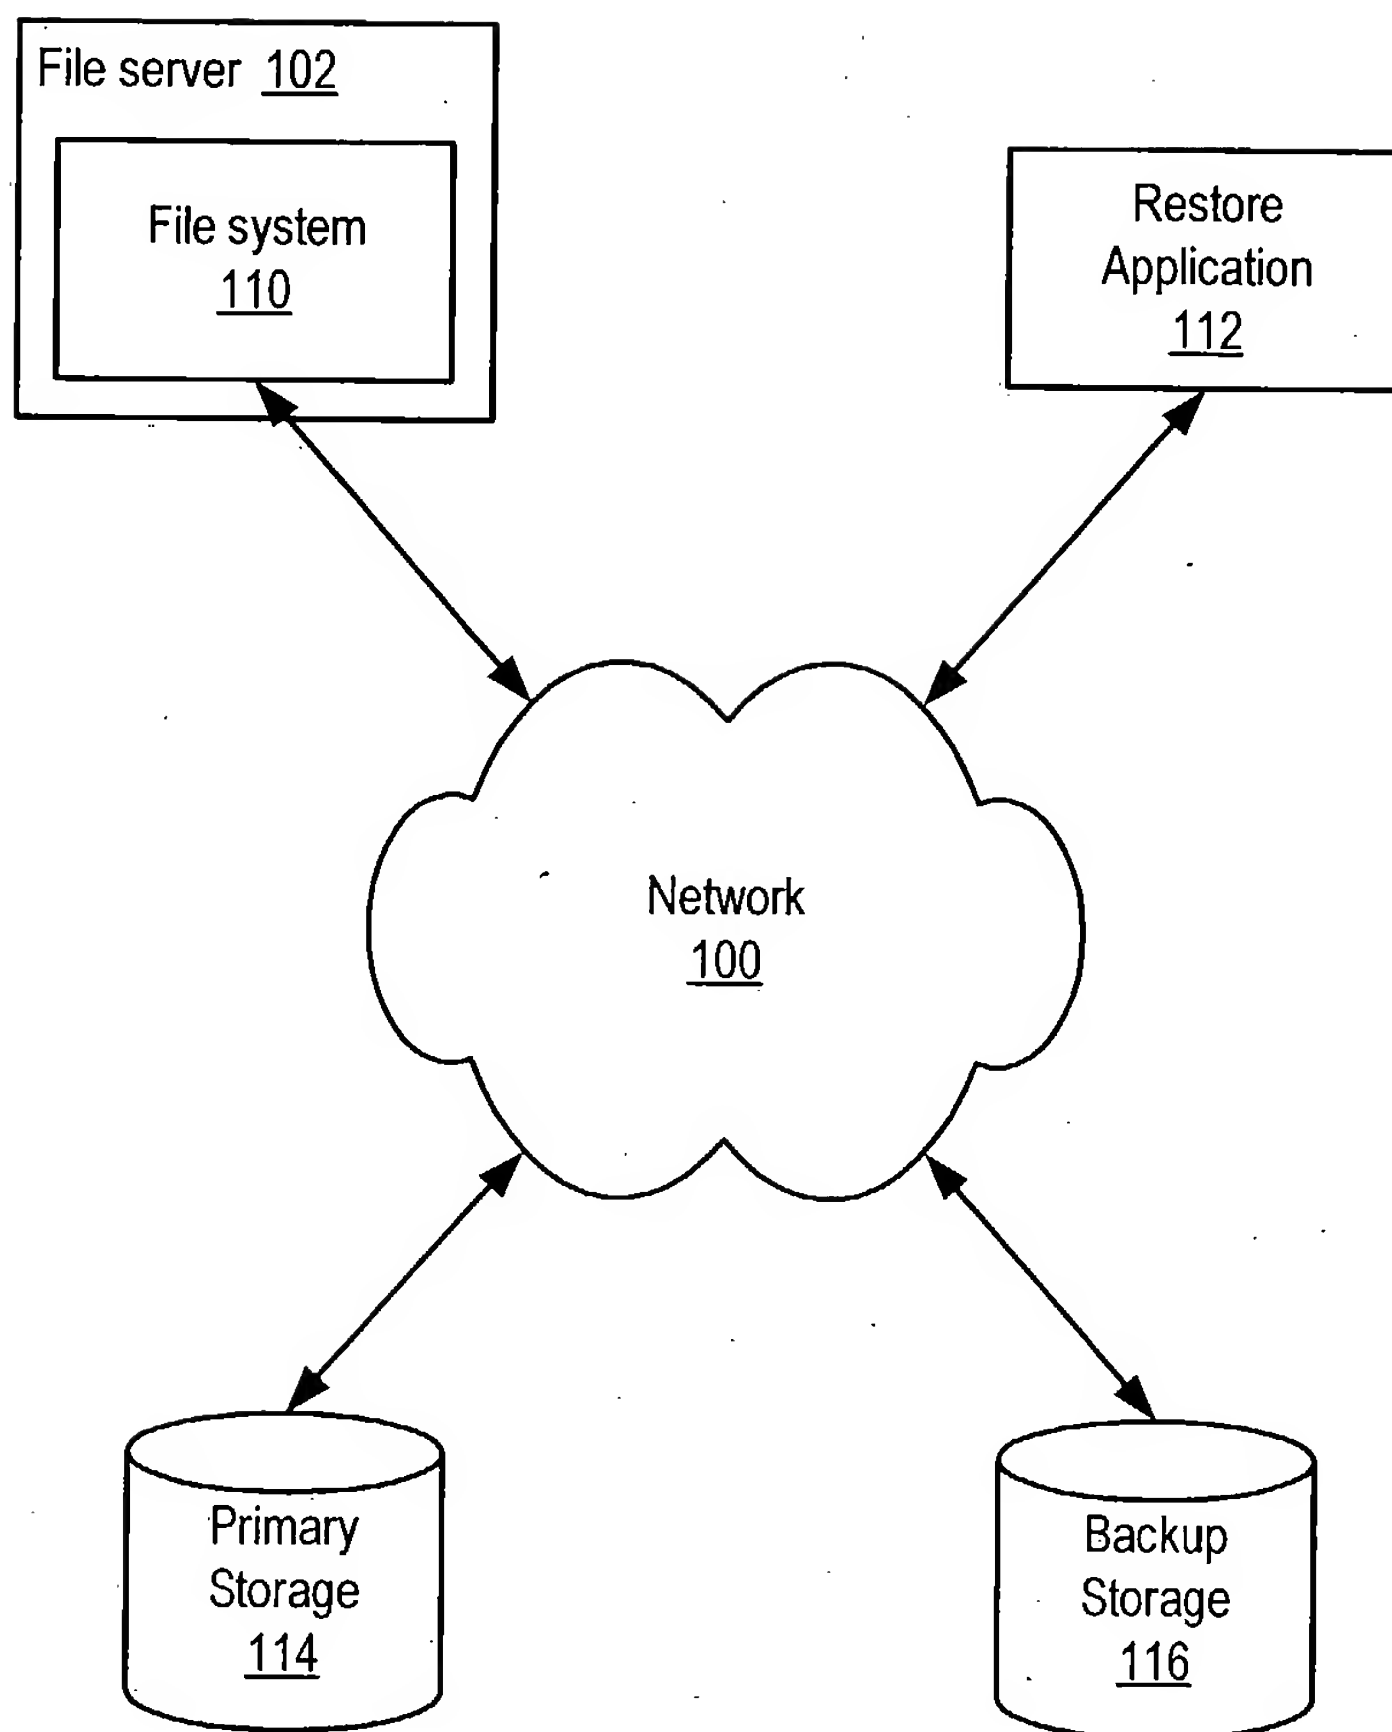 File server 102
File system
110
Restore
Application
112
Network
100
Primary
Storage
114
Backup
Storage
116